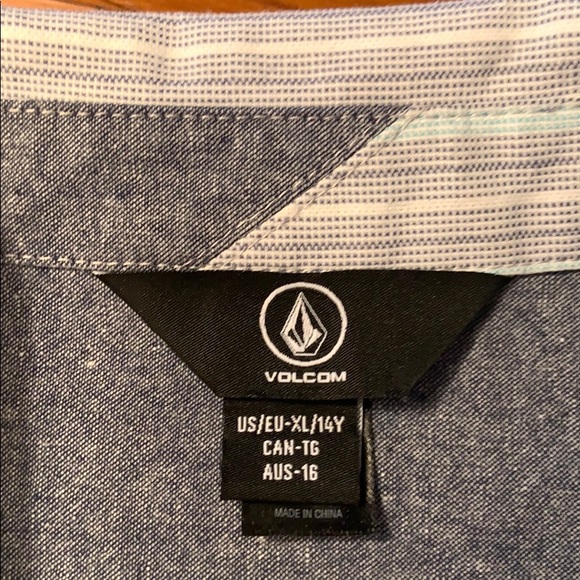 VOLCOM
US/EU-XL/14Y
CAN-TG
AUS-16
MADE IN CHINA